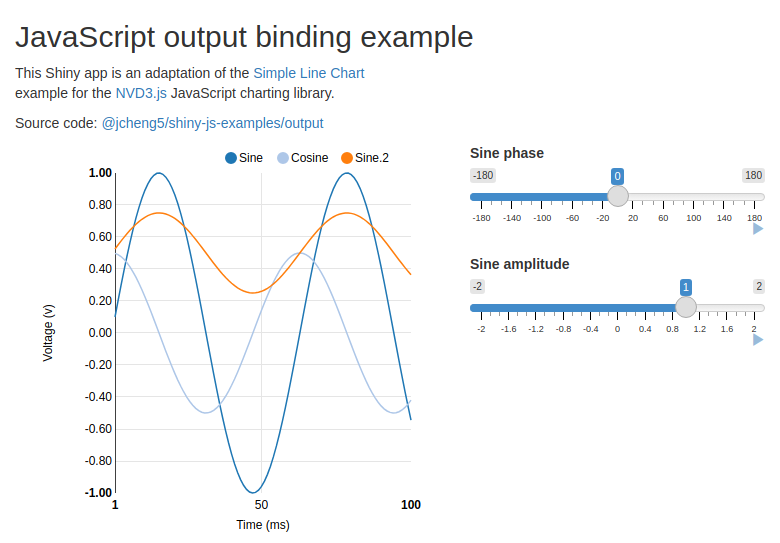 JavaScript output binding example
This Shiny app is an adaptation of the Simple Line Chart
example for the NVD3.js JavaScript charting library.
Source code: @jcheng5/shiny-js-examples/output
Sine Cosine Sine.2
1.00
0.80
0.60
0.40
0.20
0.00
-0.20
-0.40
-0.60
-0.80
-1.00
Voltage (v)
1 50 100
Time (ms)
Sine phase
-180 0 180
-180 -140 -100 -60 -20 20 60 100 140 180
Sine amplitude
-2 1 2
-2 -1.6 -1.2 -0.8 -0.4 0 0.4 0.8 1.2 1.6 2